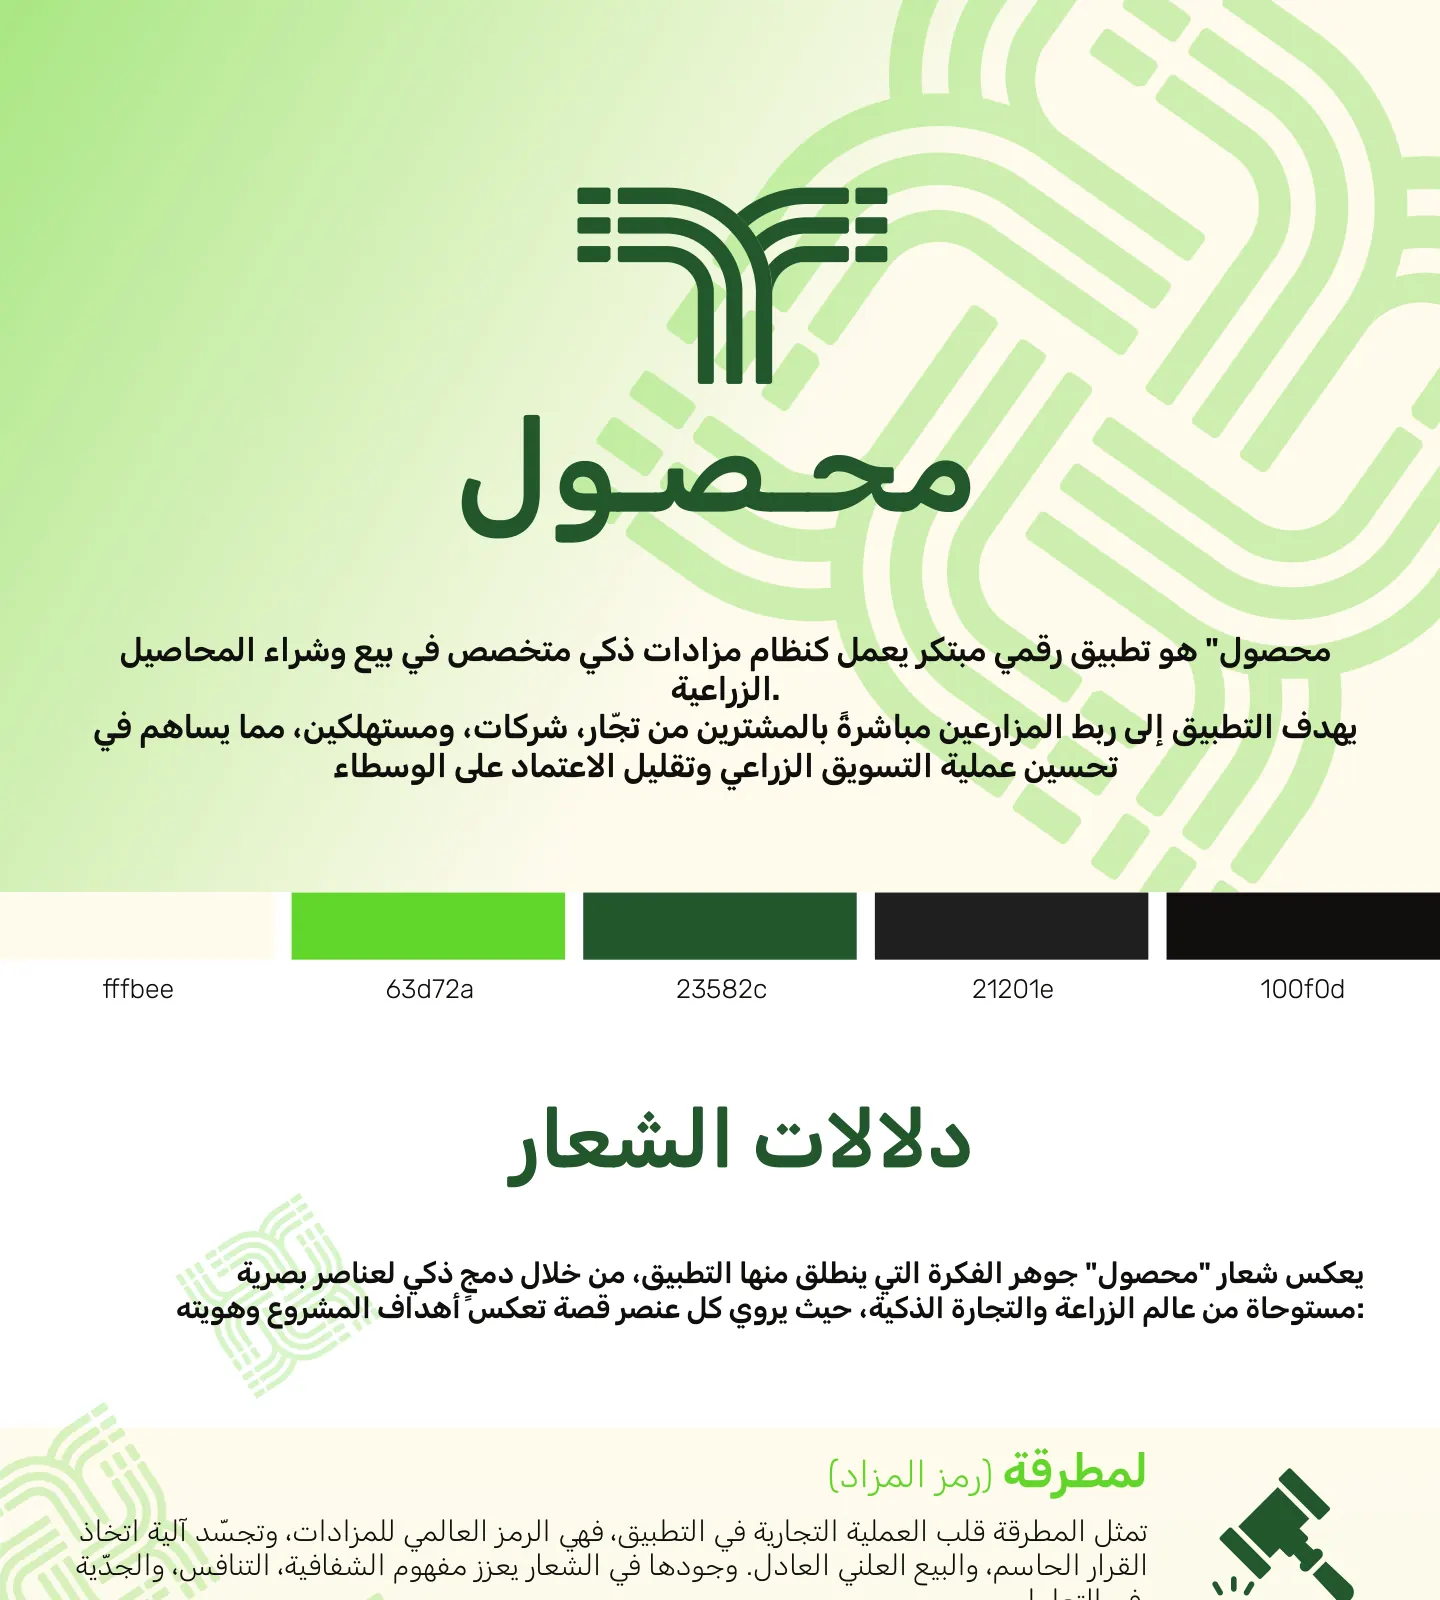 محـصـول
محصول" هو تطبيق رقمي مبتكر يعمل كنظام مزادات ذكي متخصص في بيع وشراء المحاصيل
.الزراعية
يهدف التطبيق إلى ربط المزارعين مباشرةً بالمشترين من تجّار، شركات، ومستهلكين، مما يساهم في
تحسين عملية التسويق الزراعي وتقليل الاعتماد على الوسطاء
fffbee
63d72a
23582c
21201e
100f0d
دلالات الشعار
يعكس شعار "محصول" جوهر الفكرة التي ينطلق منها التطبيق، من خلال دمجٍ ذكي لعناصر بصرية
:مستوحاة من عالم الزراعة والتجارة الذكية، حيث يروي كل عنصر قصة تعكس أهداف المشروع وهويته
لمطرقة (رمز المزاد)
تمثل المطرقة قلب العملية التجارية في التطبيق، فهي الرمز العالمي للمزادات، وتجسّد آلية اتخاذ
القرار الحاسم، والبيع العلني العادل. وجودها في الشعار يعزز مفهوم الشفافية، التنافس، والجدّية